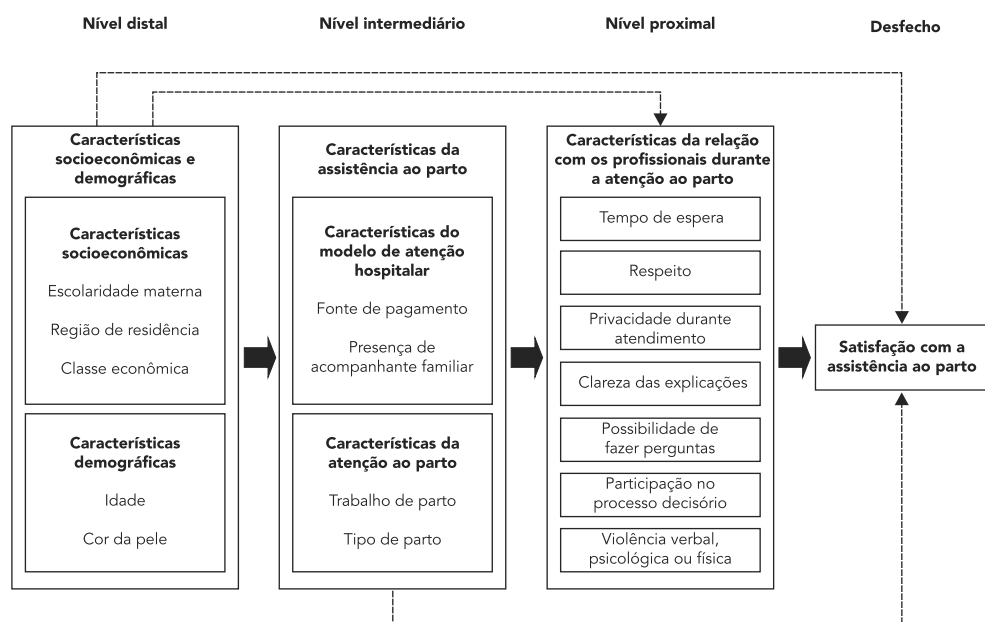 Nível distal
Nível intermediário
Nível proximal
Desfecho
Características
socioeconômicas e
demográficas
Características
socioeconômicas
Escolaridade materna
Região de residência
Classe econômica
Características
demográficas
Idade
Cor da pele
Características da
assistência ao parto
Características do
modelo de atenção
hospitalar
Fonte de pagamento
Presença de
acompanhante familiar
Características da
atenção ao parto
Trabalho de parto
Tipo de parto
Características da relação
com os profissionais durante
a atenção ao parto
Tempo de espera
Respeito
Privacidade durante
atendimento
Clareza das explicações
Possibilidade de
fazer perguntas
Participação no
processo decisório
Violência verbal,
psicológica ou física
Satisfação com a
assistência ao parto